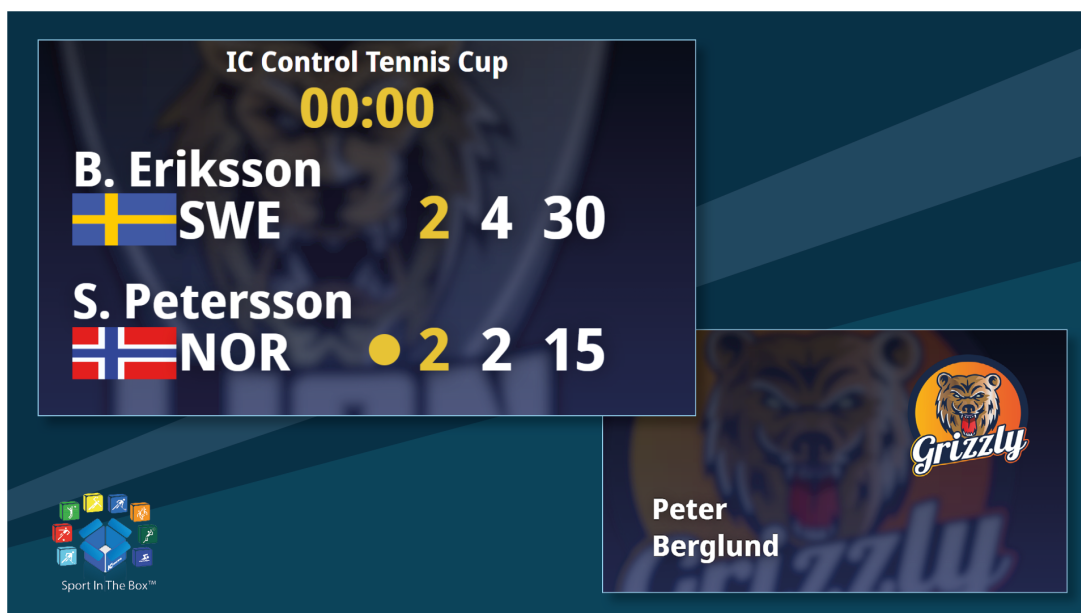 IC Control Tennis Cup
00:00
B. Eriksson
SWE 2 4 30
S. Petersson
NOR 2 2 15
Grizzly
Peter
Berglund
Grizzly
Sport In The Box™